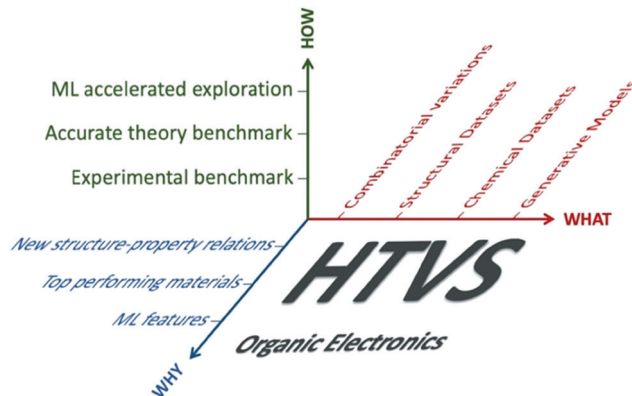 HOW
ML accelerated exploration
Accurate theory benchmark
Experimental benchmark
Combinatorial variations
Structural Datasets
Chemical Datasets
Generative Models
WHAT
New structure-property relations
Top performing materials
ML features
WHY
HTVS
Organic Electronics